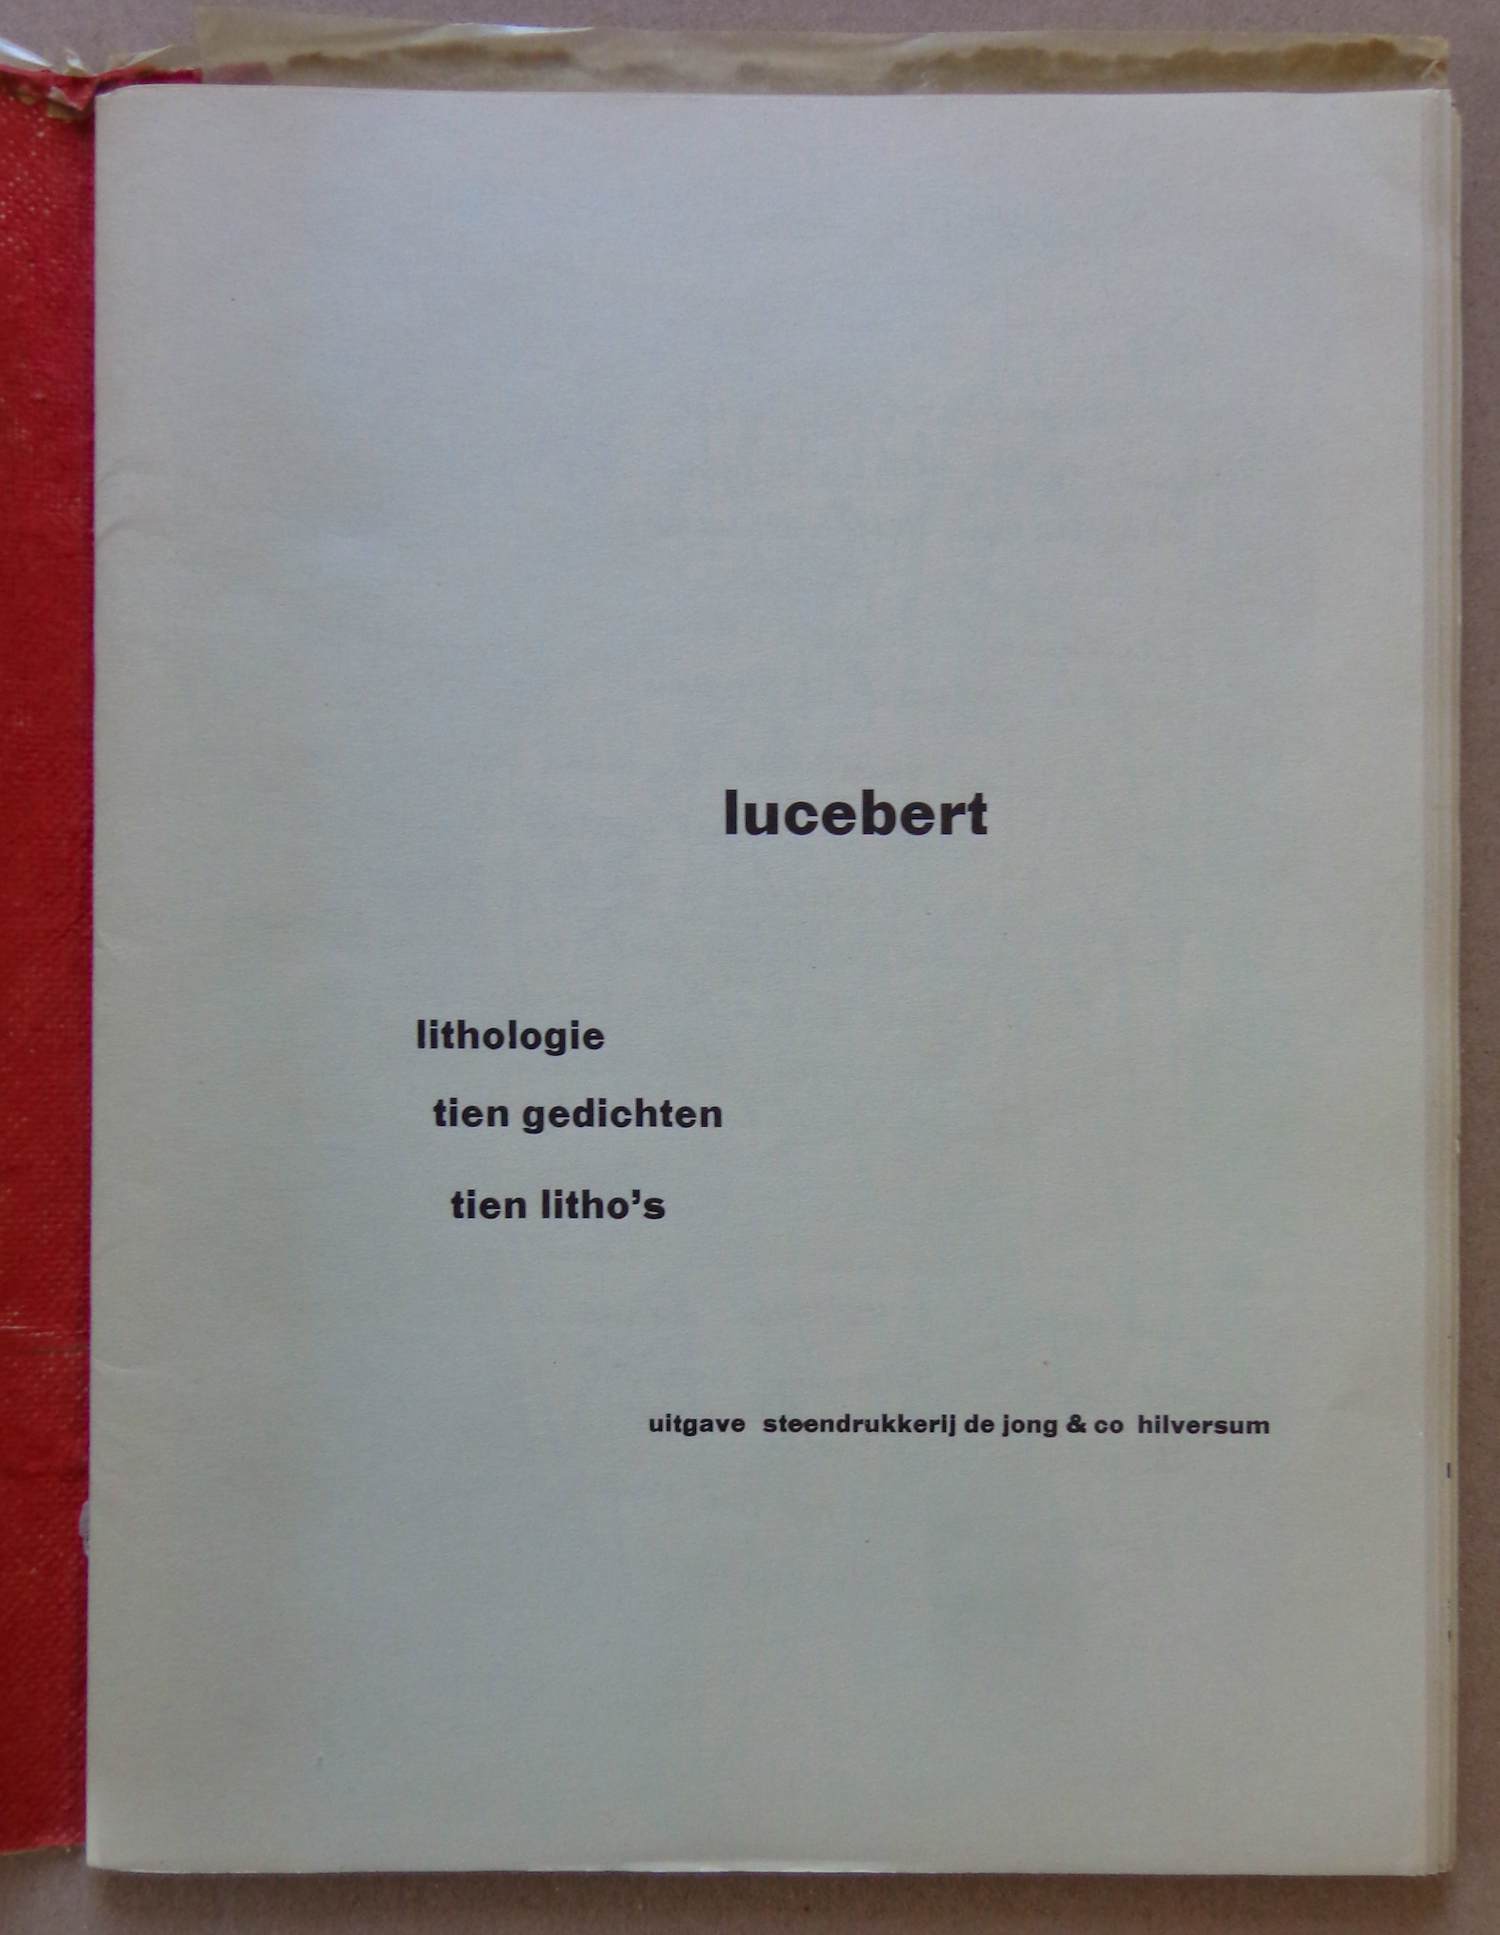 lucebert
lithologie
tien gedichten
tien litho's
uitgave steendrukkerij de jong & co hilversum